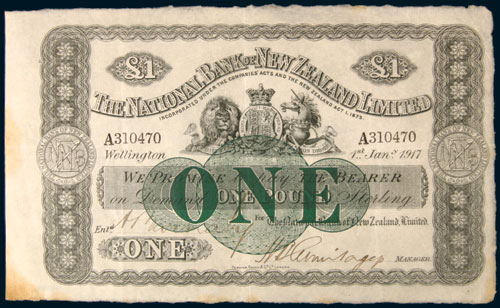 £1 £1
THE NATIONAL BANK OF NEW ZEALAND LIMITED
INCORPORATED UNDER THE COMPANIES' ACTS AND THE NEW ZEALAND ACT, 1873.
A310470 A310470
Wellington 1st Jany. 1917
WE PROMISE to Pay THE BEARER
on Demand ONE POUND Sterling
ONE
For The National Bank of New Zealand, Limited.
Entd.
ONE
MANAGER.